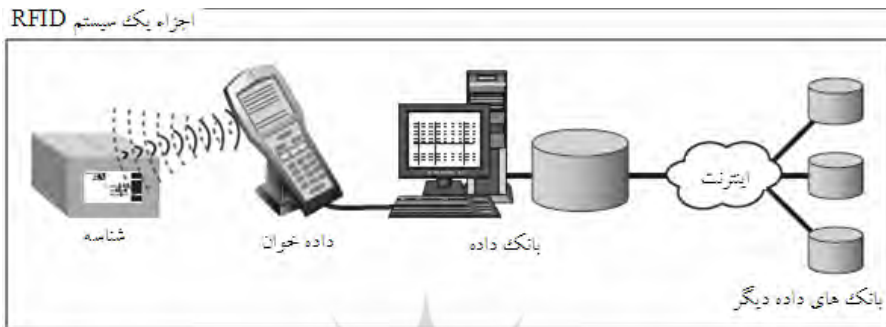 اجزاء یک سیستم RFID
شناسه
داده خوان
بانک داده
اینترنت
بانک های داده دیگر